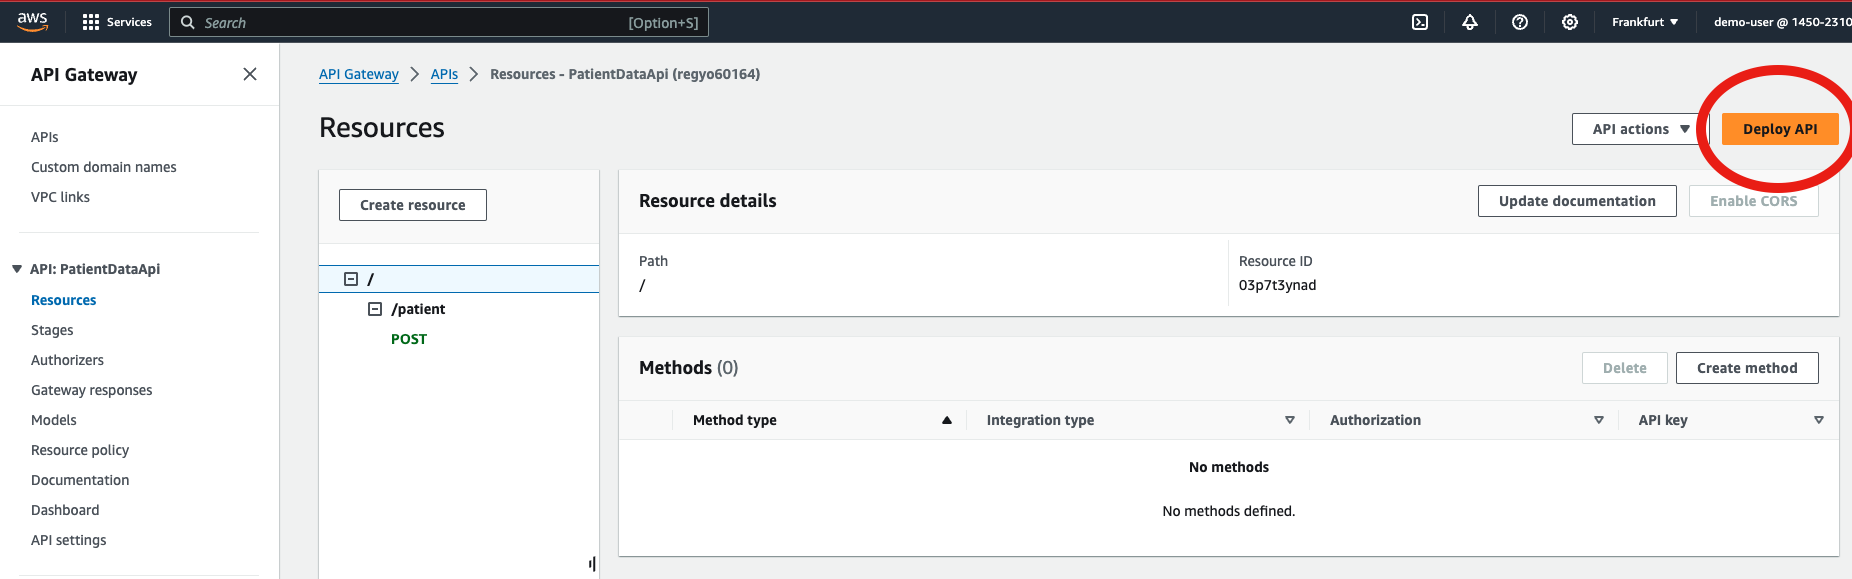 aws
Services
Search
[Option+S]
Frankfurt
demo-user @ 1450-2310
API Gateway
APIs
Custom domain names
VPC links
API: PatientDataApi
Resources
Stages
Authorizers
Gateway responses
Models
Resource policy
Documentation
Dashboard
API settings
API Gateway > APIs > Resources - PatientDataApi (regyo60164)
Resources
API actions
Deploy API
Create resource
/
/patient
POST
Resource details
Update documentation
Enable CORS
Path
/
Resource ID
03p7t3ynad
Methods (0)
Delete
Create method
Method type
Integration type
Authorization
API key
No methods
No methods defined.